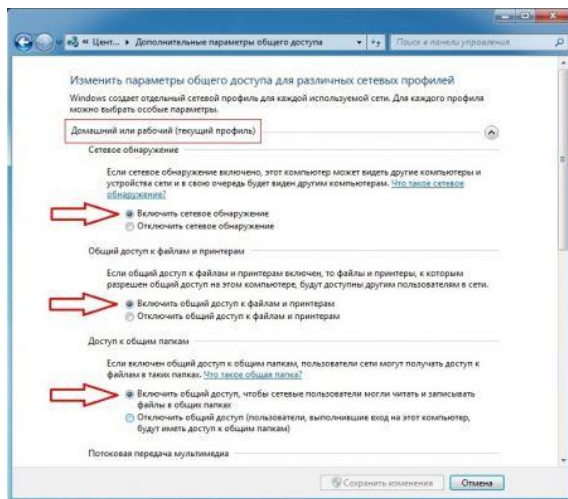 « Цент... ▸ Дополнительные параметры общего доступа
Поиск в панели управления
Изменить параметры общего доступа для различных сетевых профилей
Windows создает отдельный сетевой профиль для каждой используемой сети. Для каждого профиля
можно выбрать особые параметры.
Домашний или рабочий (текущий профиль)
Сетевое обнаружение
Если сетевое обнаружение включено, этот компьютер может видеть другие компьютеры и
устройства сети и в свою очередь будет виден другим компьютерам. Что такое сетевое
обнаружение?
Включить сетевое обнаружение
Отключить сетевое обнаружение
Общий доступ к файлам и принтерам
Если общий доступ к файлам и принтерам включен, то файлы и принтеры, к которым
разрешен общий доступ на этом компьютере, будут доступны другим пользователям в сети.
Включить общий доступ к файлам и принтерам
Отключить общий доступ к файлам и принтерам
Доступ к общим папкам
Если включен общий доступ к общим папкам, пользователи сети могут получать доступ к
файлам в таких папках. Что такое общая папка?
Включить общий доступ, чтобы сетевые пользователи могли читать и записывать
файлы в общих папках
Отключить общий доступ (пользователи, выполнившие вход на этот компьютер,
будут иметь доступ к общим папкам)
Потоковая передача мультимедиа
Сохранить изменения
Отмена